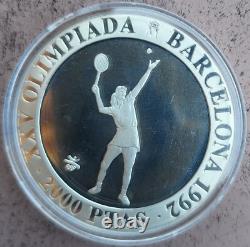 XXV OLIMPIADA BARCELONA 1992
2000 PTAS